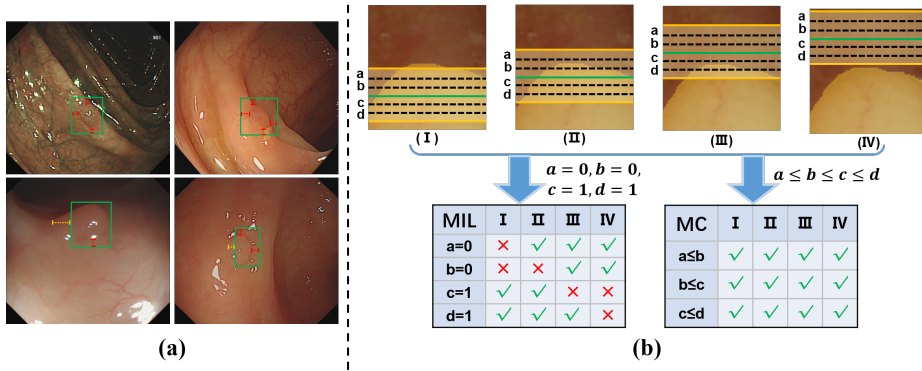 a
b
c
d
a
b
c
d
a
b
c
d
a
b
c
d
(Ⅰ)
(Ⅱ)
(Ⅲ)
(Ⅳ)
a = 0, b = 0,
c = 1, d = 1
a ≤ b ≤ c ≤ d
MIL Ⅰ Ⅱ Ⅲ Ⅳ
a=0 × ✓ ✓ ✓
b=0 × × ✓ ✓
c=1 ✓ ✓ × ×
d=1 ✓ ✓ ✓ ×
MC Ⅰ Ⅱ Ⅲ Ⅳ
a≤b ✓ ✓ ✓ ✓
b≤c ✓ ✓ ✓ ✓
c≤d ✓ ✓ ✓ ✓
(a)
(b)